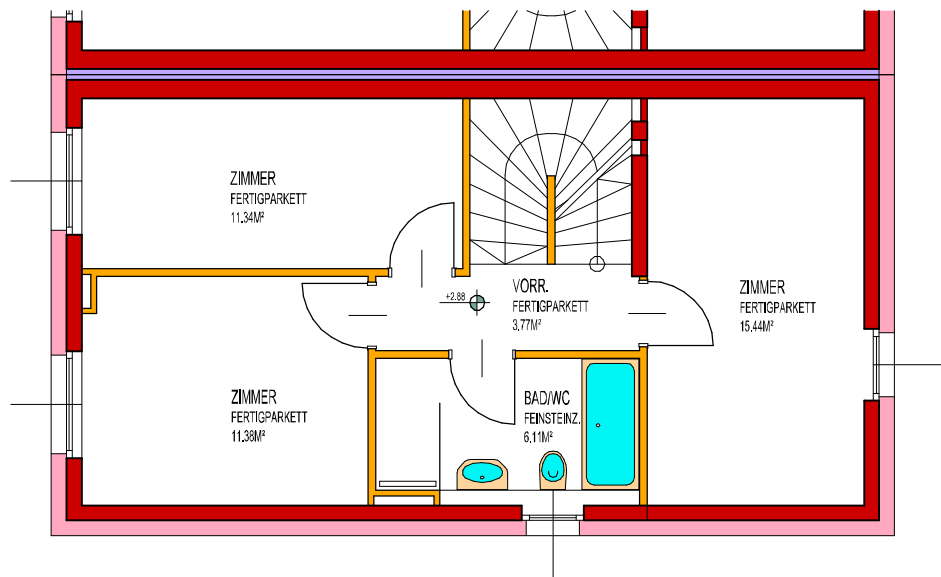 ZIMMER
FERTIGPARKETT
11.34M²
VORR.
FERTIGPARKETT
3.77M²
+2.88
ZIMMER
FERTIGPARKETT
15.44M²
ZIMMER
FERTIGPARKETT
11.38M²
BAD/WC
FEINSTEINZ.
6.11M²